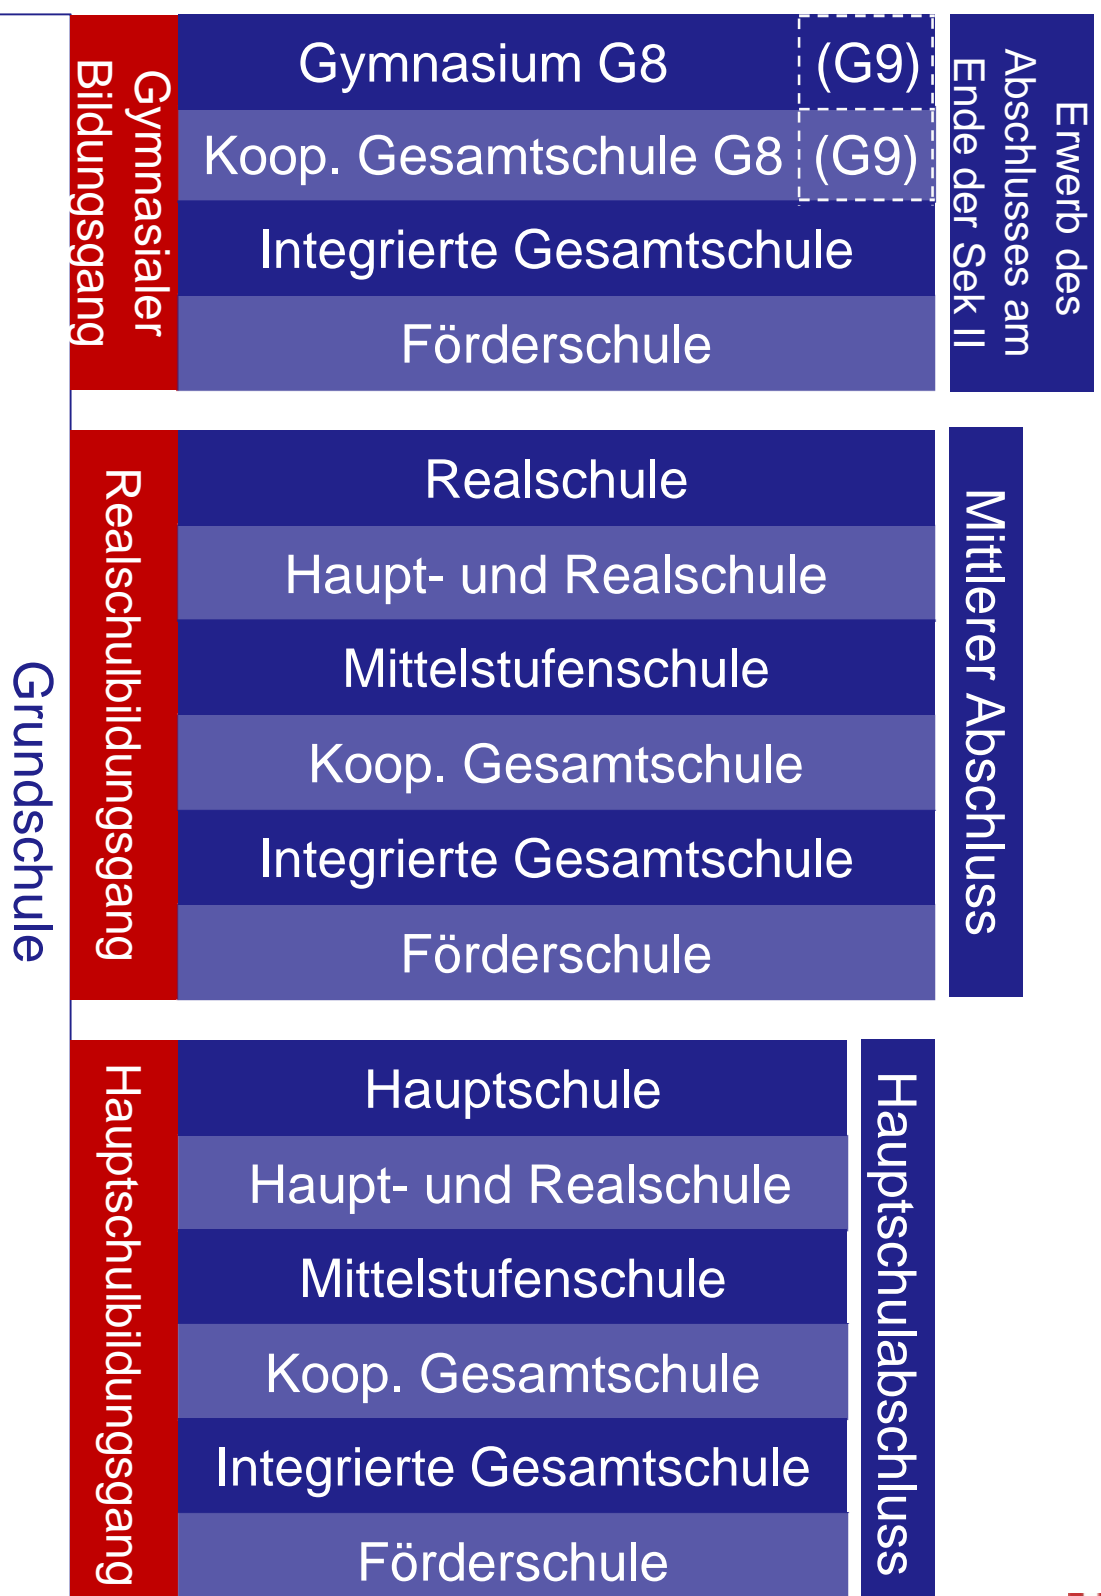 Grundschule
Gymnasialer
Bildungsgang
Gymnasium G8
(G9)
Koop. Gesamtschule G8
(G9)
Integrierte Gesamtschule
Förderschule
Erwerb des
Abschlusses am
Ende der Sek II
Realschulbildungsgang
Realschule
Haupt- und Realschule
Mittelstufenschule
Koop. Gesamtschule
Integrierte Gesamtschule
Förderschule
Mittlerer Abschluss
Hauptschulbildungsgang
Hauptschule
Haupt- und Realschule
Mittelstufenschule
Koop. Gesamtschule
Integrierte Gesamtschule
Förderschule
Hauptschulabschluss